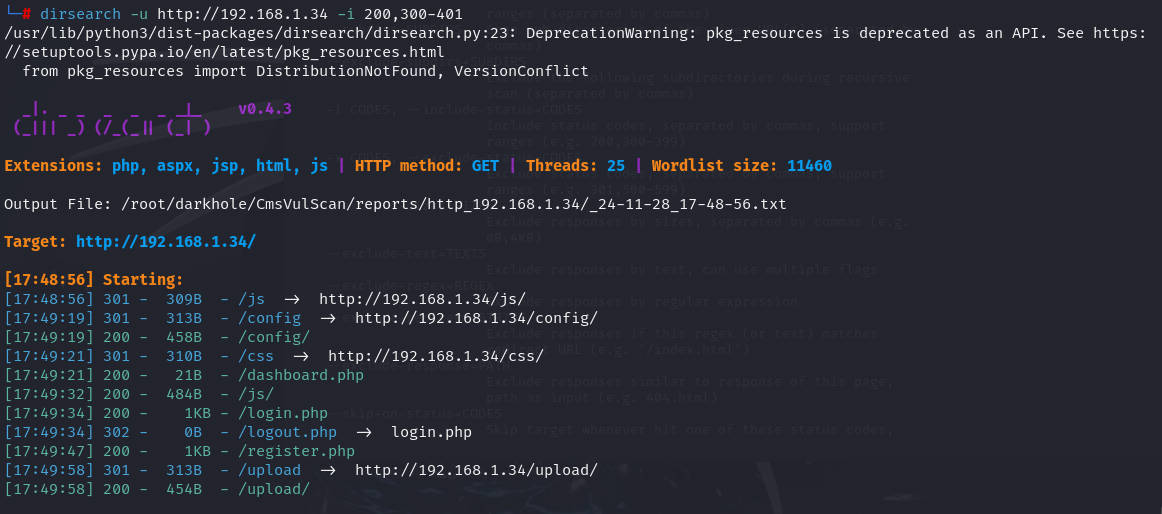 └─# dirsearch -u http://192.168.1.34 -i 200,300-401
/usr/lib/python3/dist-packages/dirsearch/dirsearch.py:23: DeprecationWarning: pkg_resources is deprecated as an API. See https:
//setuptools.pypa.io/en/latest/pkg_resources.html
  from pkg_resources import DistributionNotFound, VersionConflict
v0.4.3
Extensions: php, aspx, jsp, html, js | HTTP method: GET | Threads: 25 | Wordlist size: 11460
Output File: /root/darkhole/CmsVulScan/reports/http_192.168.1.34/_24-11-28_17-48-56.txt
Target: http://192.168.1.34/
[17:48:56] Starting:
[17:48:56] 301 -  309B  - /js  ->  http://192.168.1.34/js/
[17:49:19] 301 -  313B  - /config  ->  http://192.168.1.34/config/
[17:49:19] 200 -  458B  - /config/
[17:49:21] 301 -  310B  - /css  ->  http://192.168.1.34/css/
[17:49:21] 200 -   21B  - /dashboard.php
[17:49:32] 200 -  484B  - /js/
[17:49:34] 200 -    1KB - /login.php
[17:49:34] 302 -    0B  - /logout.php  ->  login.php
[17:49:47] 200 -    1KB - /register.php
[17:49:58] 301 -  313B  - /upload  ->  http://192.168.1.34/upload/
[17:49:58] 200 -  454B  - /upload/